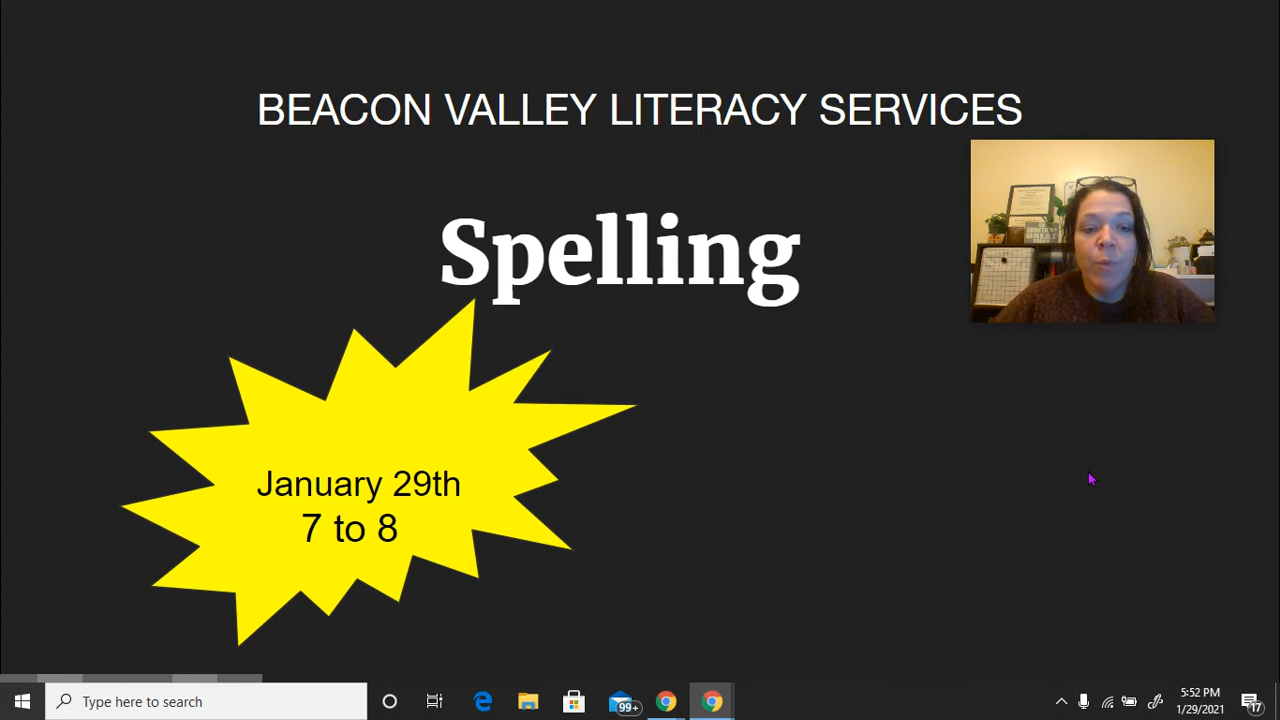 BEACON VALLEY LITERACY SERVICES
Spelling
January 29th
7 to 8
Type here to search
99+
5:52 PM
1/29/2021
17